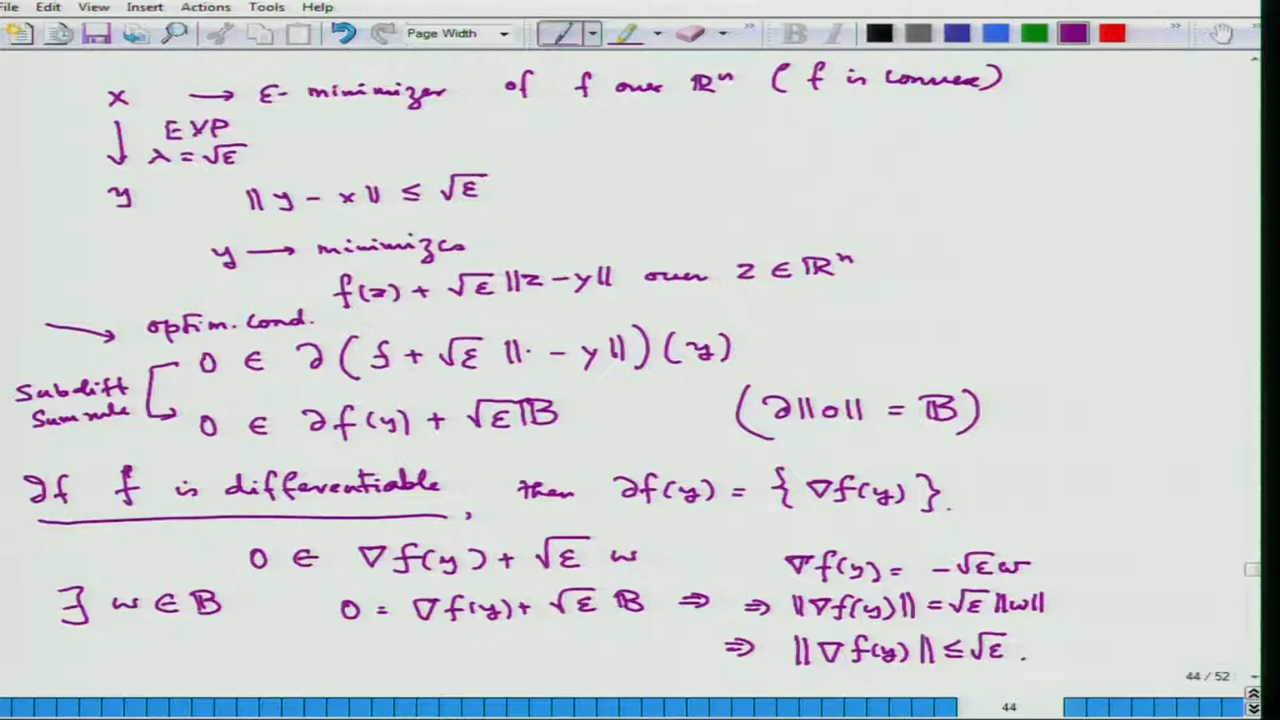 File Edit View Insert Actions Tools Help
Page Width
x → ε- minimizer of f over ℝⁿ (f is convex)
↓ EVP
λ = √ε
y ‖y - x‖ ≤ √ε
y → minimizes
f(z) + √ε ‖z - y‖ over z ∈ ℝⁿ
→ optim. cond.
0 ∈ ∂(f + √ε ‖· - y‖)(y)
Subdiff
Sum rule
0 ∈ ∂f(y) + √ε 𝔹 (∂‖0‖ = 𝔹)
If f is differentiable, then ∂f(y) = {∇f(y)}.
0 ∈ ∇f(y) + √ε w ∇f(y) = -√ε w
∃ w ∈ 𝔹 0 = ∇f(y) + √ε 𝔹 ⇒ ⇒ ‖∇f(y)‖ = √ε ‖w‖
⇒ ‖∇f(y)‖ ≤ √ε.
44 / 52
44